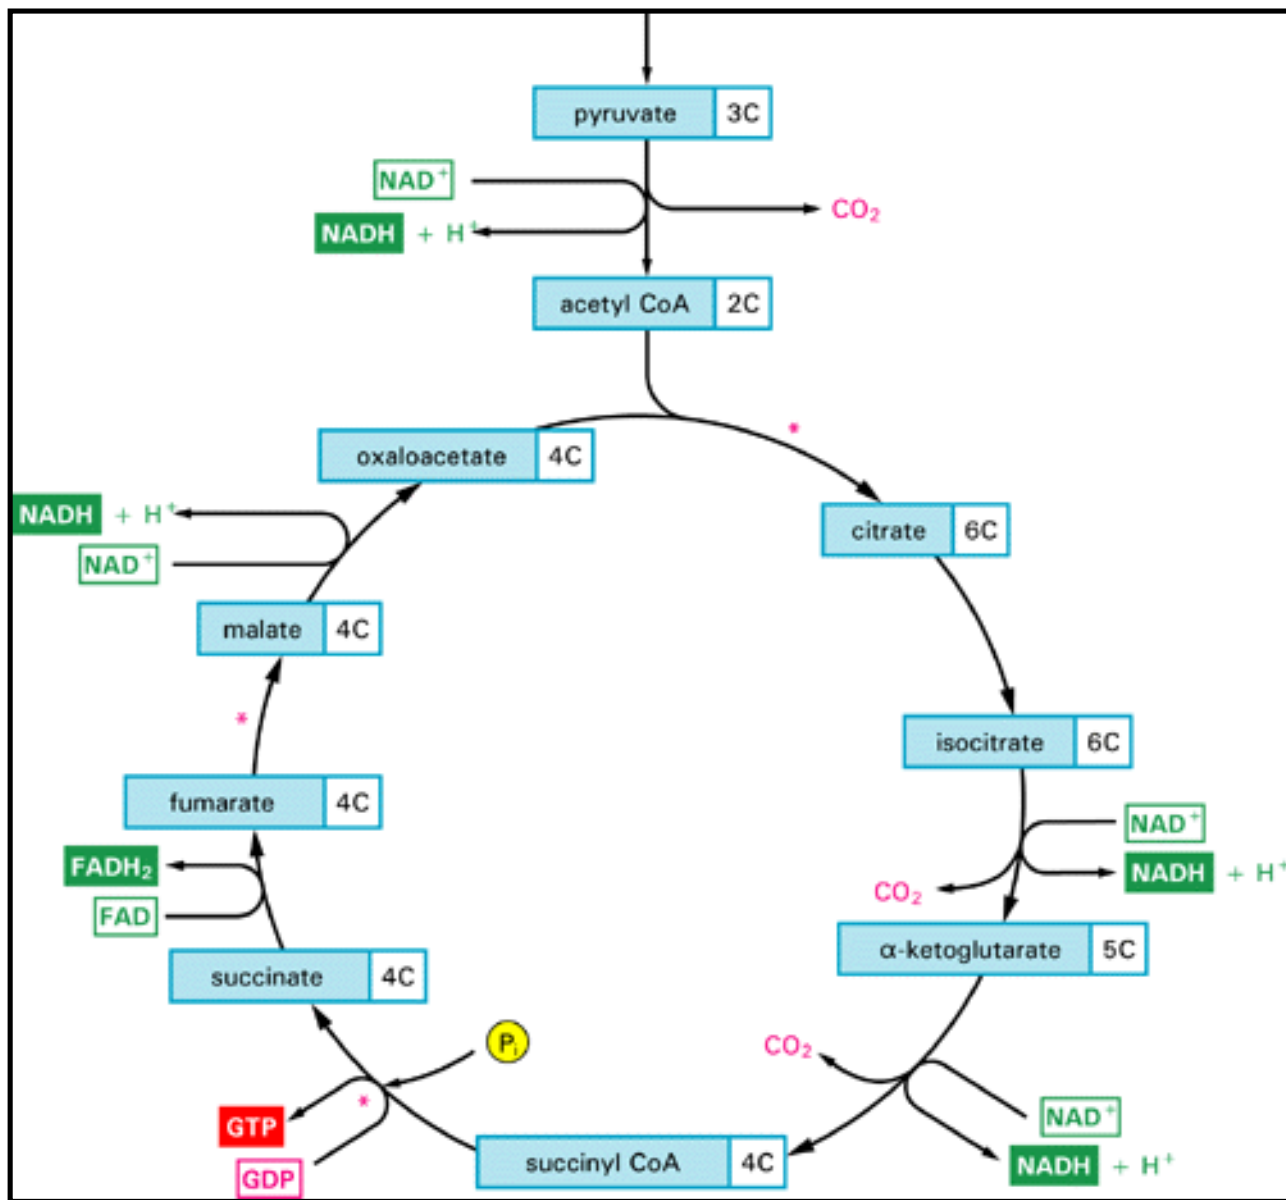 pyruvate 3C
NAD⁺
CO₂
NADH + H⁺
acetyl CoA 2C
*
oxaloacetate 4C
NADH + H⁺
citrate 6C
NAD⁺
malate 4C
*
isocitrate 6C
fumarate 4C
NAD⁺
FADH₂
NADH + H⁺
CO₂
FAD
α-ketoglutarate 5C
succinate 4C
Pᵢ
CO₂
*
GTP
NAD⁺
succinyl CoA 4C
NADH + H⁺
GDP